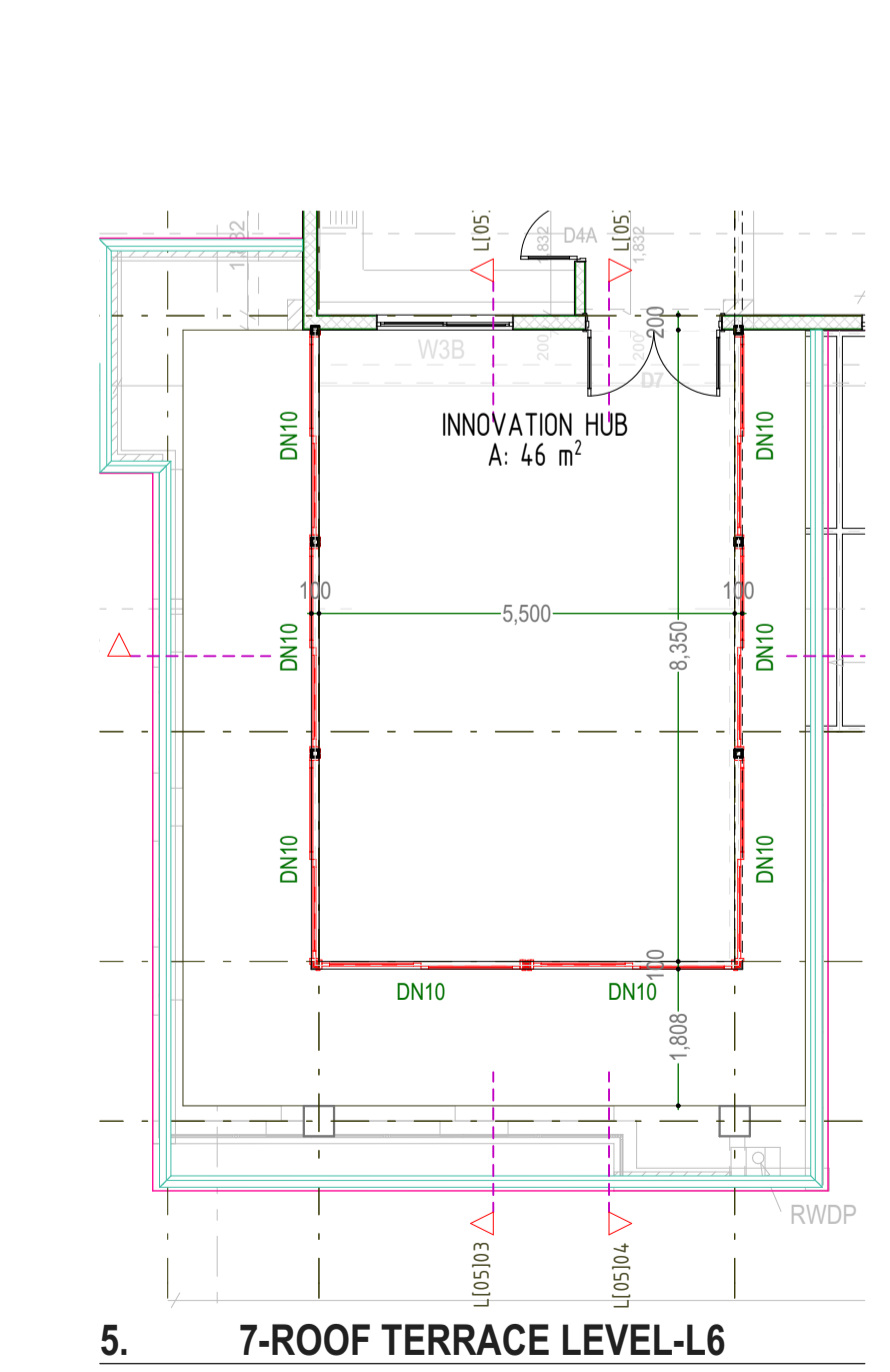 L[05]
L[05]
D4A
1,832
1,832
1,832
200
W3B
200
200
D7
INNOVATION HUB
A: 46 m²
DN10
DN10
100
100
5,500
8,350
DN10
DN10
DN10
DN10
100
DN10
DN10
1,808
RWDP
L[05]03
L[05]04
5. 7-ROOF TERRACE LEVEL-L6